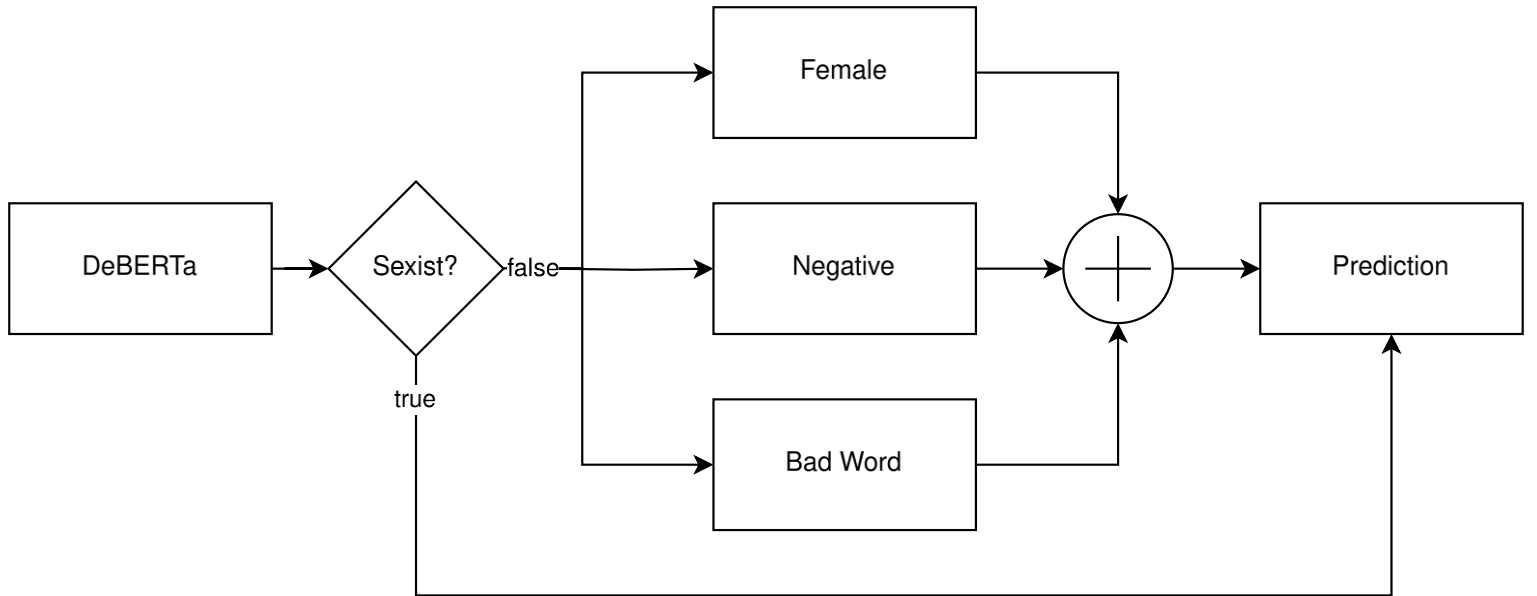 Female
DeBERTa
Sexist?
false
Negative
Prediction
true
Bad Word